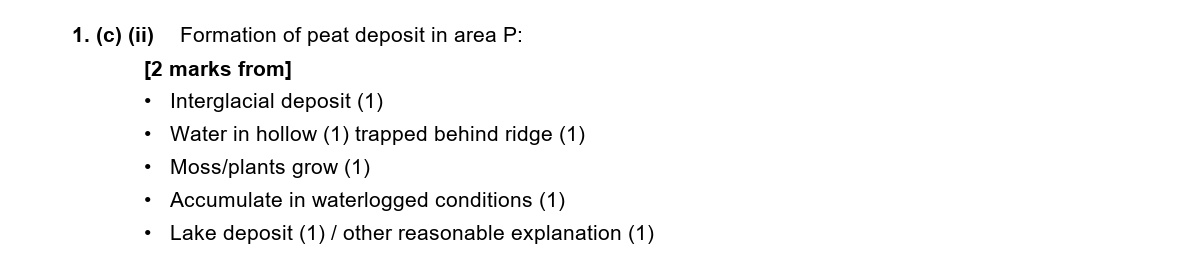 1. (c) (ii) Formation of peat deposit in area P:
[2 marks from]
• Interglacial deposit (1)
• Water in hollow (1) trapped behind ridge (1)
• Moss/plants grow (1)
• Accumulate in waterlogged conditions (1)
• Lake deposit (1) / other reasonable explanation (1)